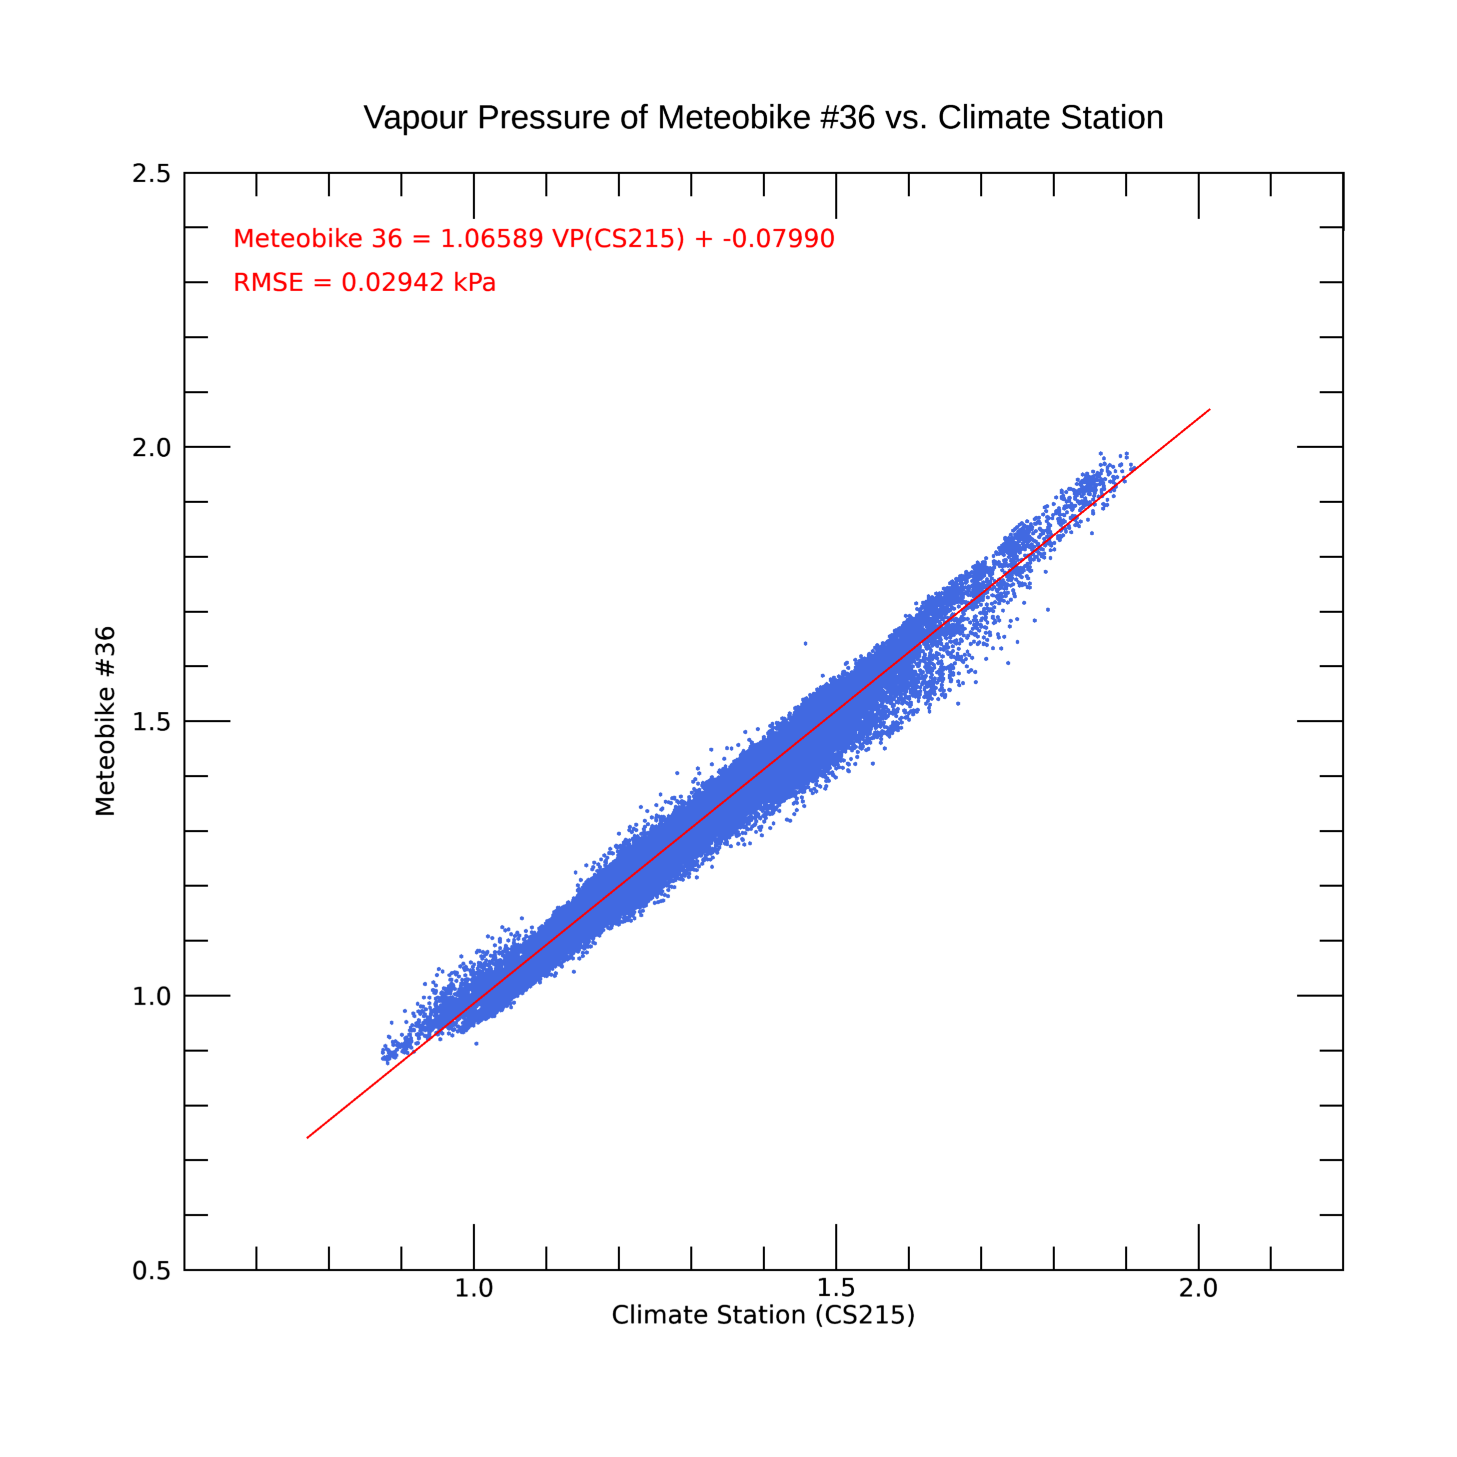 Vapour Pressure of Meteobike #36 vs. Climate Station
2.5
Meteobike 36 = 1.06589 VP(CS215) + -0.07990
RMSE = 0.02942 kPa
2.0
Meteobike #36
1.5
1.0
0.5
1.0 1.5 2.0
Climate Station (CS215)